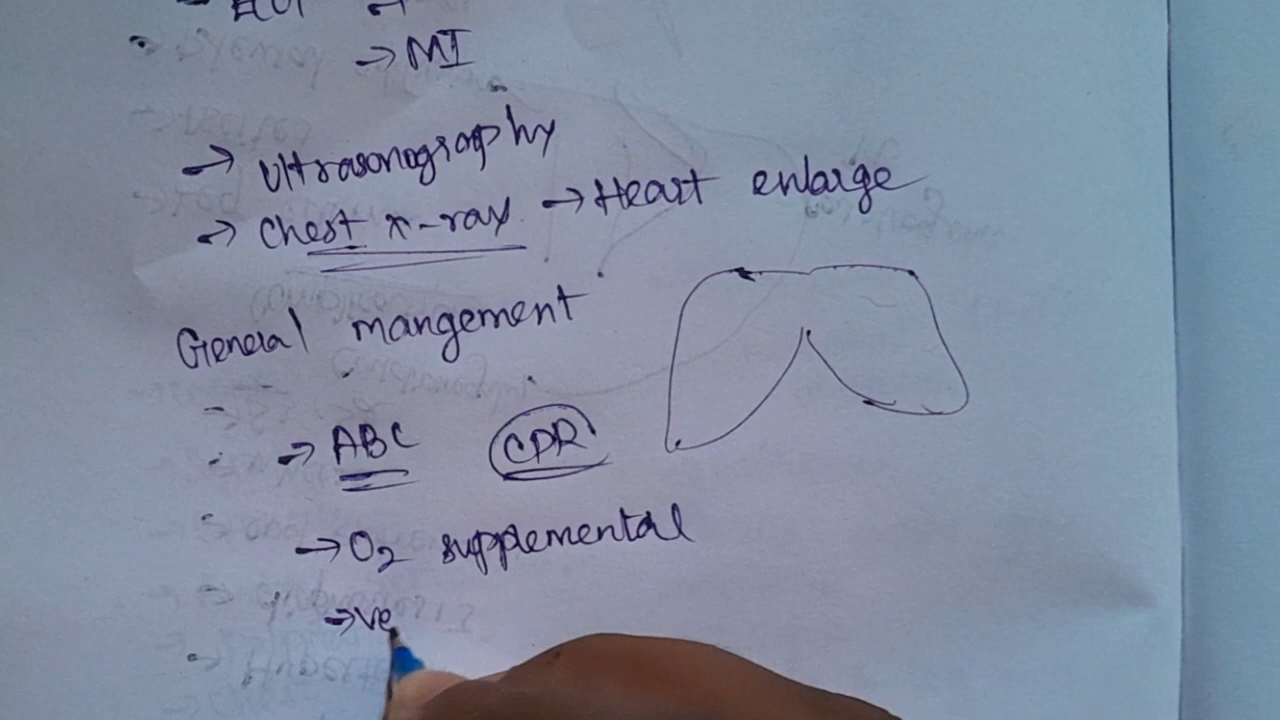 → MI
→ Ultrasonography
→ Chest x-ray → Heart enlarge
General mangement
→ ABC CPR
→ O2 supplemental
→ ve